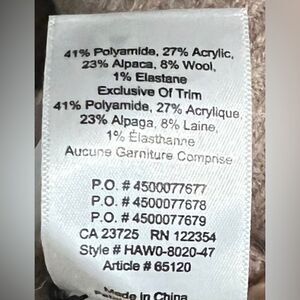 41% Polyamide, 27% Acrylic,
23% Alpaca, 8% Wool,
1% Elastane
Exclusive Of Trim
41% Polyamide, 27% Acrylique,
23% Alpaga, 8% Laine,
1% Élasthanne
Aucune Garniture Comprise
P.O. # 4500077677
P.O. # 4500077678
P.O. # 4500077679
CA 23725 RN 122354
Style # HAW0-8020-47
Article # 65120
Made in China